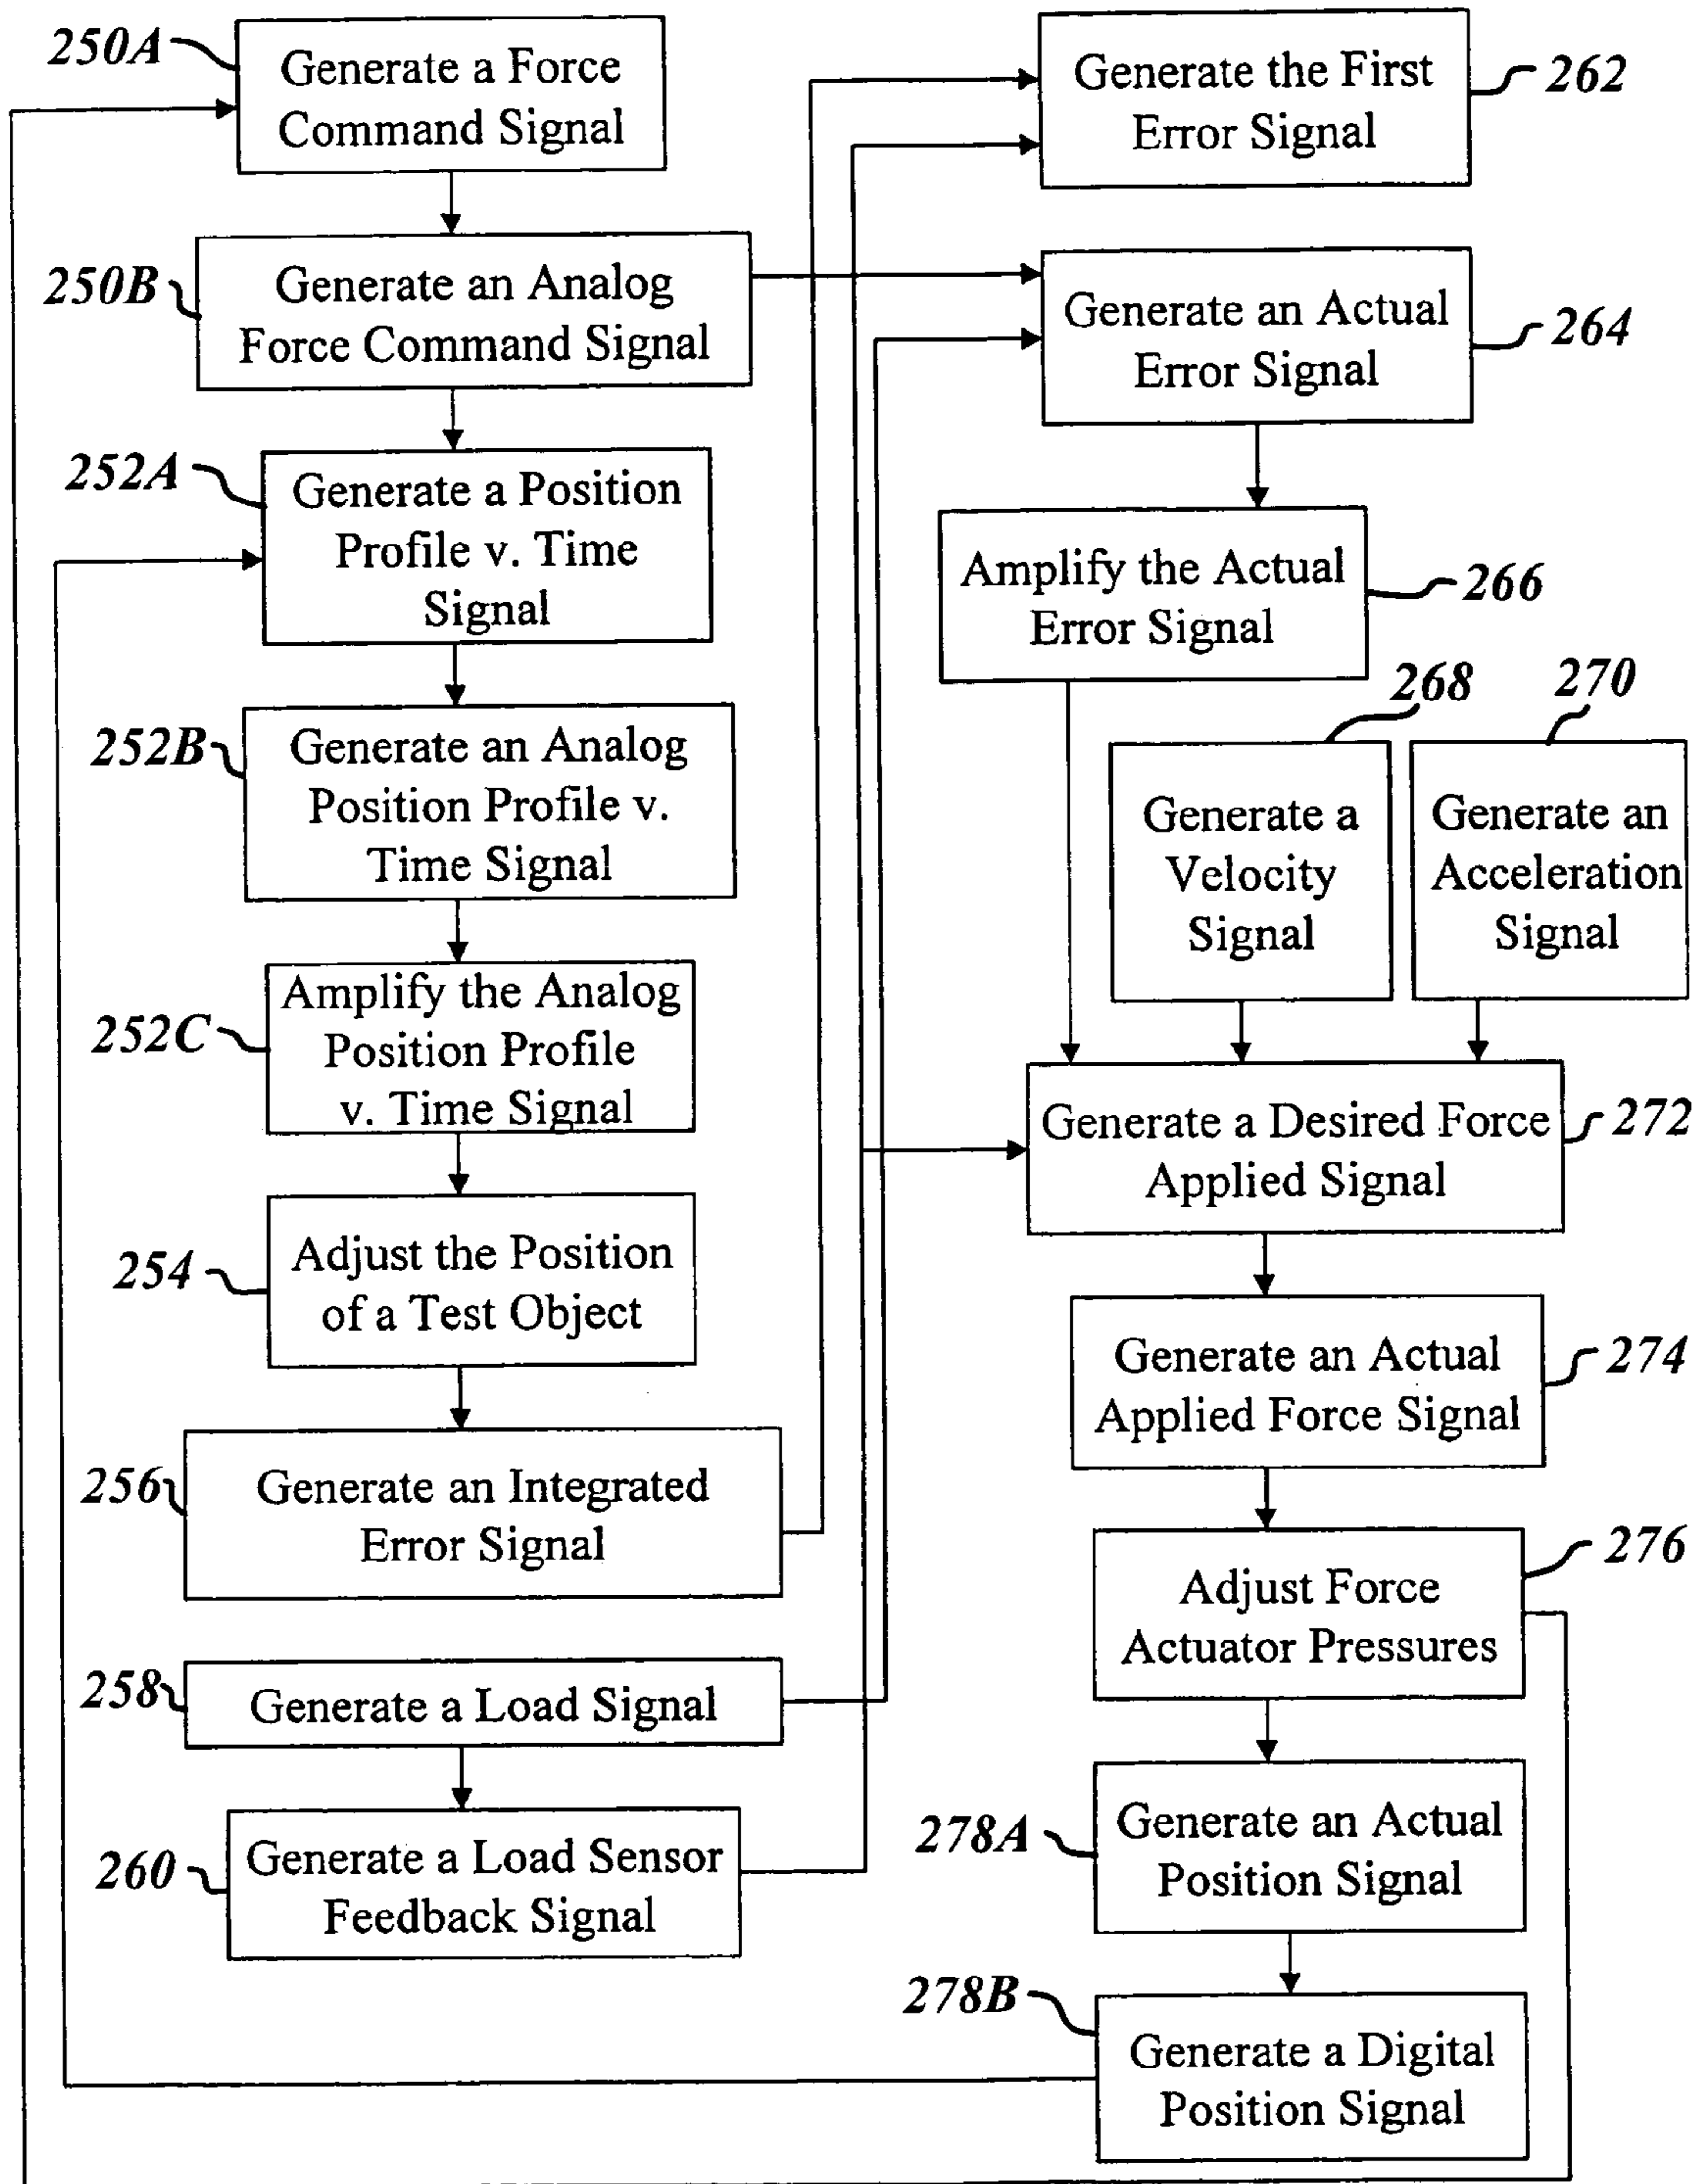 250A
Generate a Force
Command Signal
250B
Generate an Analog
Force Command Signal
252A
Generate a Position
Profile v. Time
Signal
252B
Generate an Analog
Position Profile v.
Time Signal
252C
Amplify the Analog
Position Profile
v. Time Signal
254
Adjust the Position
of a Test Object
256
Generate an Integrated
Error Signal
258
Generate a Load Signal
260
Generate a Load Sensor
Feedback Signal
Generate the First
Error Signal
262
Generate an Actual
Error Signal
264
Amplify the Actual
Error Signal
266
268
Generate a
Velocity
Signal
270
Generate an
Acceleration
Signal
Generate a Desired Force
Applied Signal
272
Generate an Actual
Applied Force Signal
274
Adjust Force
Actuator Pressures
276
278A
Generate an Actual
Position Signal
278B
Generate a Digital
Position Signal